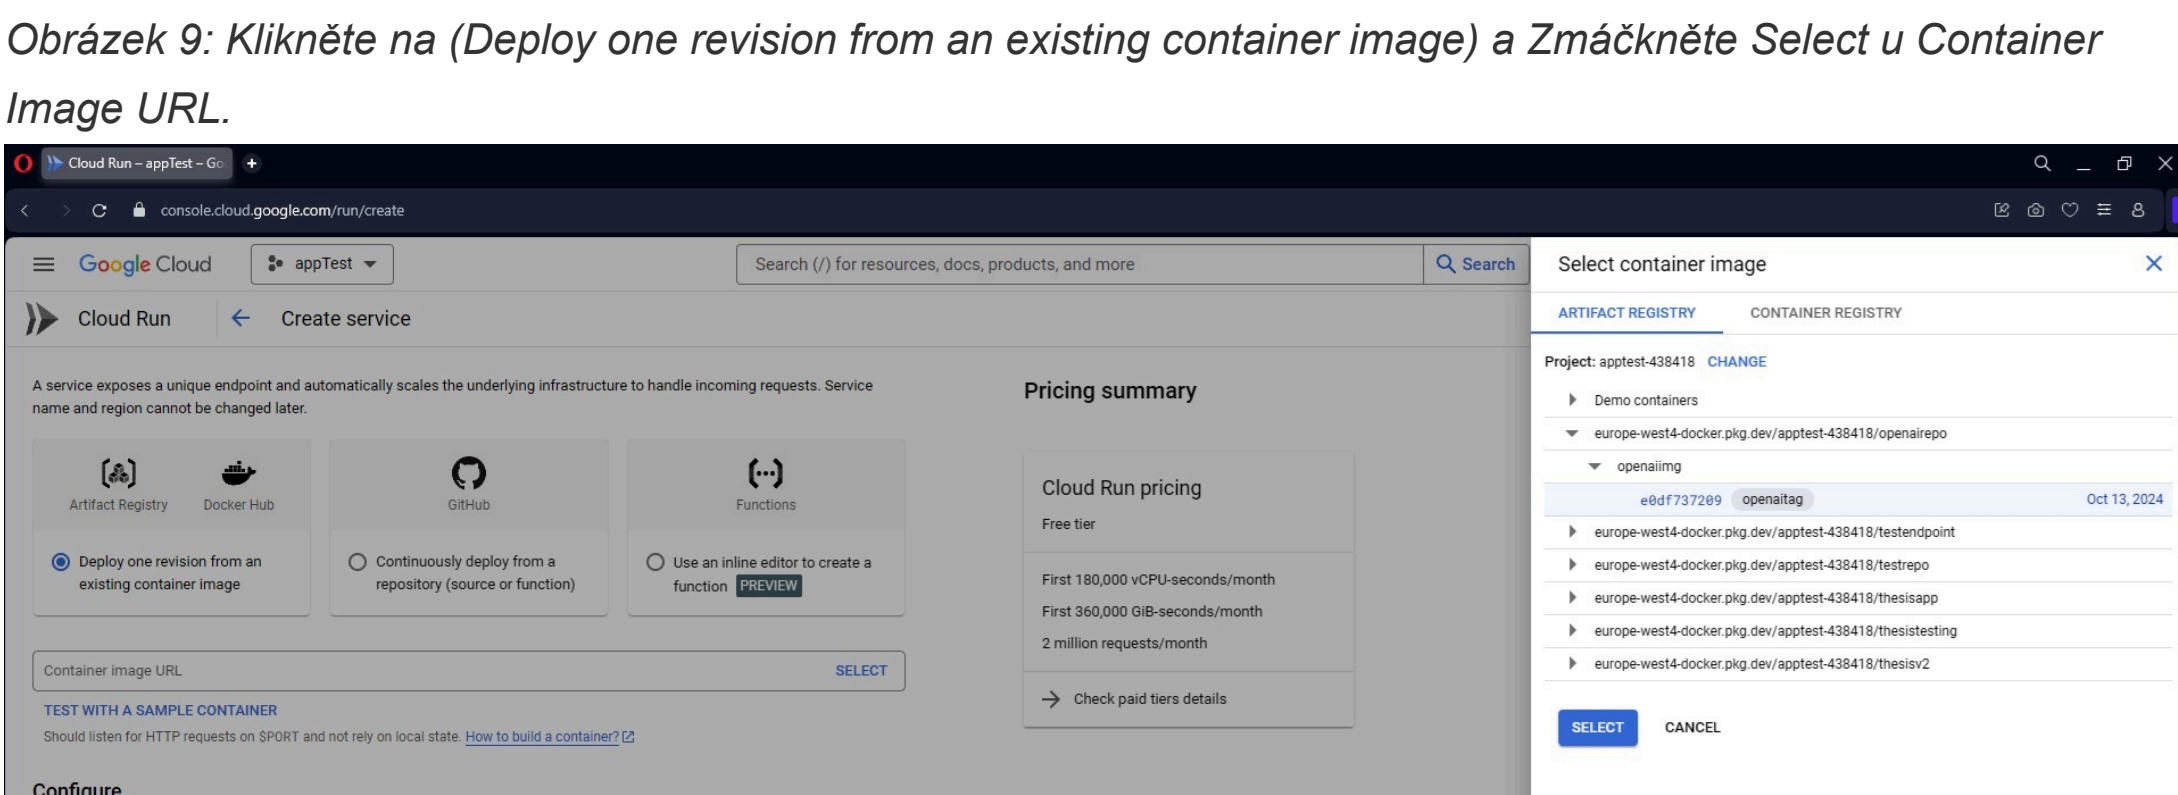 Obrázek 9: Klikněte na (Deploy one revision from an existing container image) a Zmáčkněte Select u Container
Image URL.
Cloud Run – appTest – Go
console.cloud.google.com/run/create
Google Cloud
appTest
Search (/) for resources, docs, products, and more
Search
Cloud Run
Create service
A service exposes a unique endpoint and automatically scales the underlying infrastructure to handle incoming requests. Service
name and region cannot be changed later.
Artifact Registry
Docker Hub
GitHub
Functions
Deploy one revision from an
existing container image
Continuously deploy from a
repository (source or function)
Use an inline editor to create a
function PREVIEW
Container image URL
SELECT
TEST WITH A SAMPLE CONTAINER
Should listen for HTTP requests on $PORT and not rely on local state. How to build a container?
Configure
Pricing summary
Cloud Run pricing
Free tier
First 180,000 vCPU-seconds/month
First 360,000 GiB-seconds/month
2 million requests/month
Check paid tiers details
Select container image
ARTIFACT REGISTRY
CONTAINER REGISTRY
Project: apptest-438418 CHANGE
Demo containers
europe-west4-docker.pkg.dev/apptest-438418/openairepo
openaiimg
e0df737209 openaitag Oct 13, 2024
europe-west4-docker.pkg.dev/apptest-438418/testendpoint
europe-west4-docker.pkg.dev/apptest-438418/testrepo
europe-west4-docker.pkg.dev/apptest-438418/thesisapp
europe-west4-docker.pkg.dev/apptest-438418/thesistesting
europe-west4-docker.pkg.dev/apptest-438418/thesisv2
SELECT
CANCEL